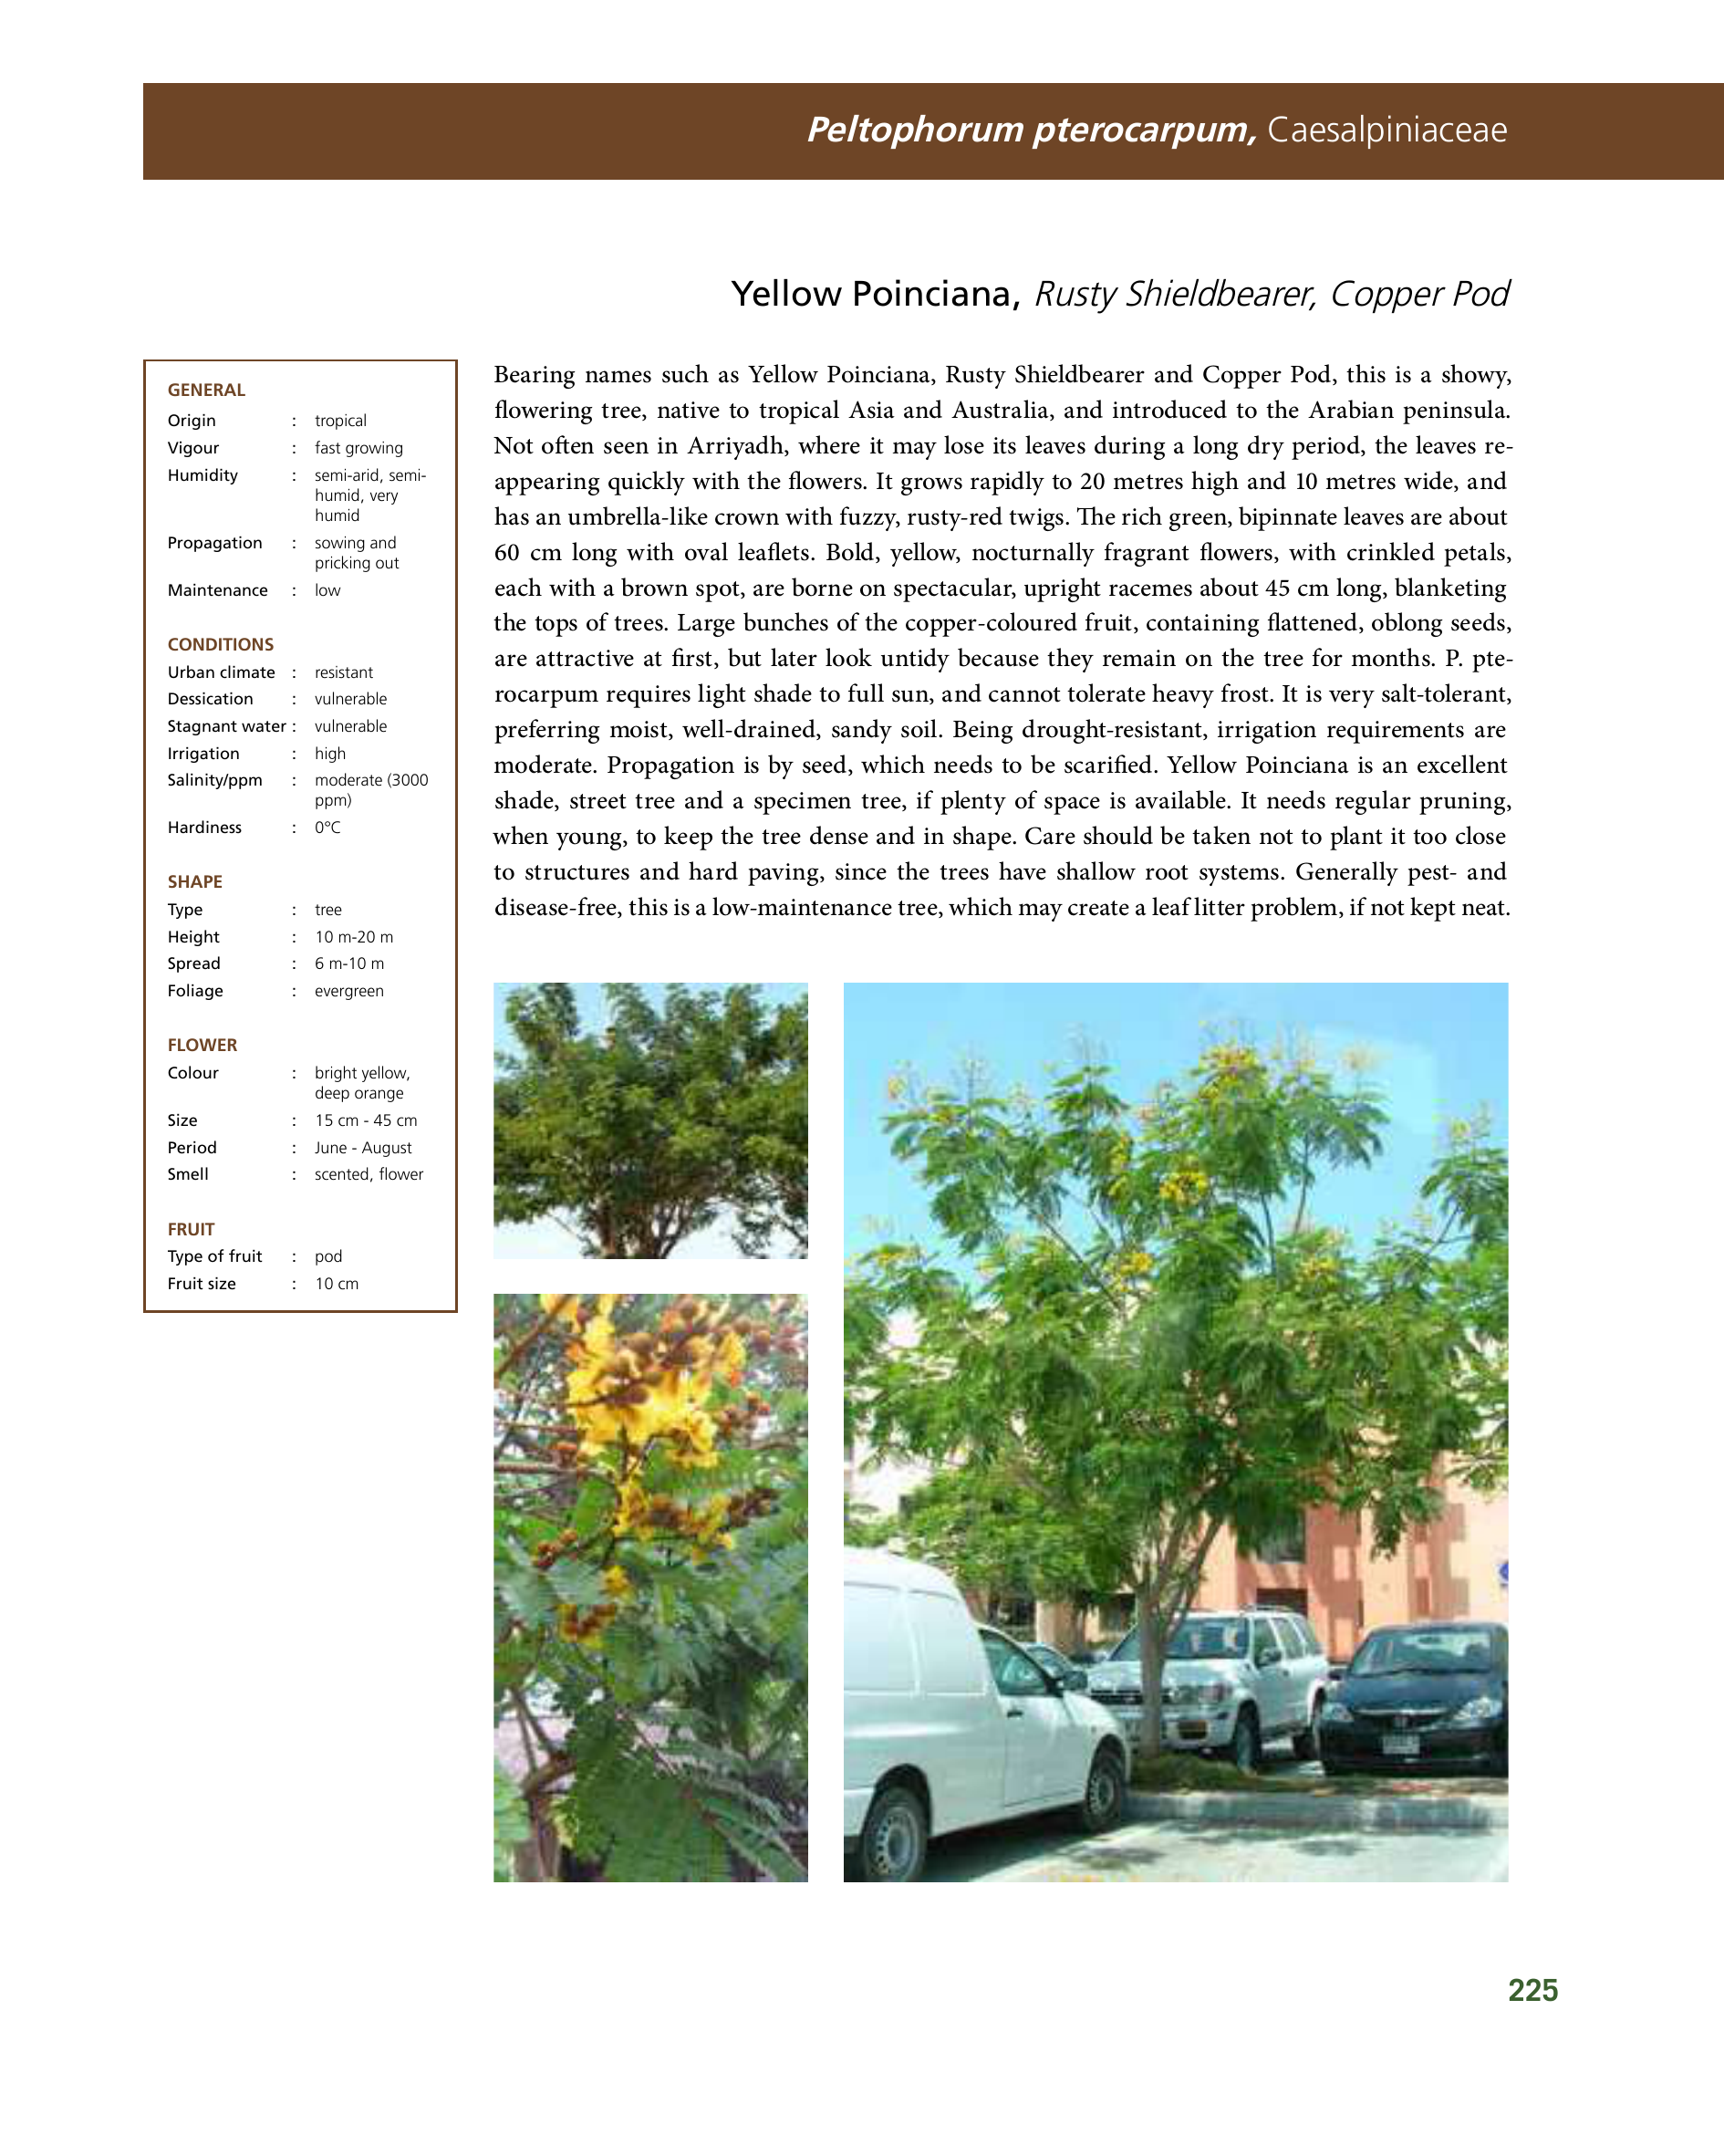 Peltophorum pterocarpum, Caesalpiniaceae
Yellow Poinciana, Rusty Shieldbearer, Copper Pod
GENERAL
Origin : tropical
Vigour : fast growing
Humidity : semi-arid, semi-
humid, very
humid
Propagation : sowing and
pricking out
Maintenance : low
CONDITIONS
Urban climate : resistant
Dessication : vulnerable
Stagnant water : vulnerable
Irrigation : high
Salinity/ppm : moderate (3000
ppm)
Hardiness : 0°C
SHAPE
Type : tree
Height : 10 m-20 m
Spread : 6 m-10 m
Foliage : evergreen
FLOWER
Colour : bright yellow,
deep orange
Size : 15 cm - 45 cm
Period : June - August
Smell : scented, flower
FRUIT
Type of fruit : pod
Fruit size : 10 cm
Bearing names such as Yellow Poinciana, Rusty Shieldbearer and Copper Pod, this is a showy,
flowering tree, native to tropical Asia and Australia, and introduced to the Arabian peninsula.
Not often seen in Arriyadh, where it may lose its leaves during a long dry period, the leaves re-
appearing quickly with the flowers. It grows rapidly to 20 metres high and 10 metres wide, and
has an umbrella-like crown with fuzzy, rusty-red twigs. The rich green, bipinnate leaves are about
60 cm long with oval leaflets. Bold, yellow, nocturnally fragrant flowers, with crinkled petals,
each with a brown spot, are borne on spectacular, upright racemes about 45 cm long, blanketing
the tops of trees. Large bunches of the copper-coloured fruit, containing flattened, oblong seeds,
are attractive at first, but later look untidy because they remain on the tree for months. P. pte-
rocarpum requires light shade to full sun, and cannot tolerate heavy frost. It is very salt-tolerant,
preferring moist, well-drained, sandy soil. Being drought-resistant, irrigation requirements are
moderate. Propagation is by seed, which needs to be scarified. Yellow Poinciana is an excellent
shade, street tree and a specimen tree, if plenty of space is available. It needs regular pruning,
when young, to keep the tree dense and in shape. Care should be taken not to plant it too close
to structures and hard paving, since the trees have shallow root systems. Generally pest- and
disease-free, this is a low-maintenance tree, which may create a leaf litter problem, if not kept neat.
225